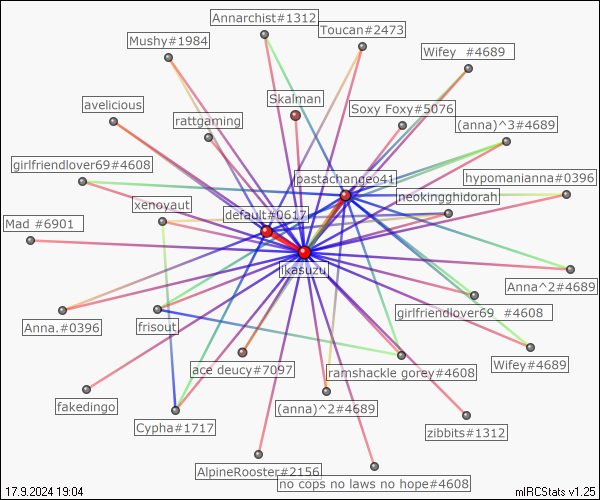 Annarchist#1312
Toucan#2473
Mushy#1984
Wifey #4689
Skalman
avelicious
Soxy Foxy#5076
rattgaming
(anna)^3#4689
girlfriendlover69#4608
pastachangeo41
hypomanianna#0396
neokingghidorah
xenoyaut
default#0617
Mad #6901
Ikasuzu
Anna^2#4689
girlfriendlover69 #4608
Anna.#0396
frisout
Wifey#4689
ace deucy#7097
ramshackle gorey#4608
fakedingo
(anna)^2#4689
Cypha#1717
zibbits#1312
AlpineRooster#2156
no cops no laws no hope#4608
17.9.2024 19:04
mIRCStats v1.25